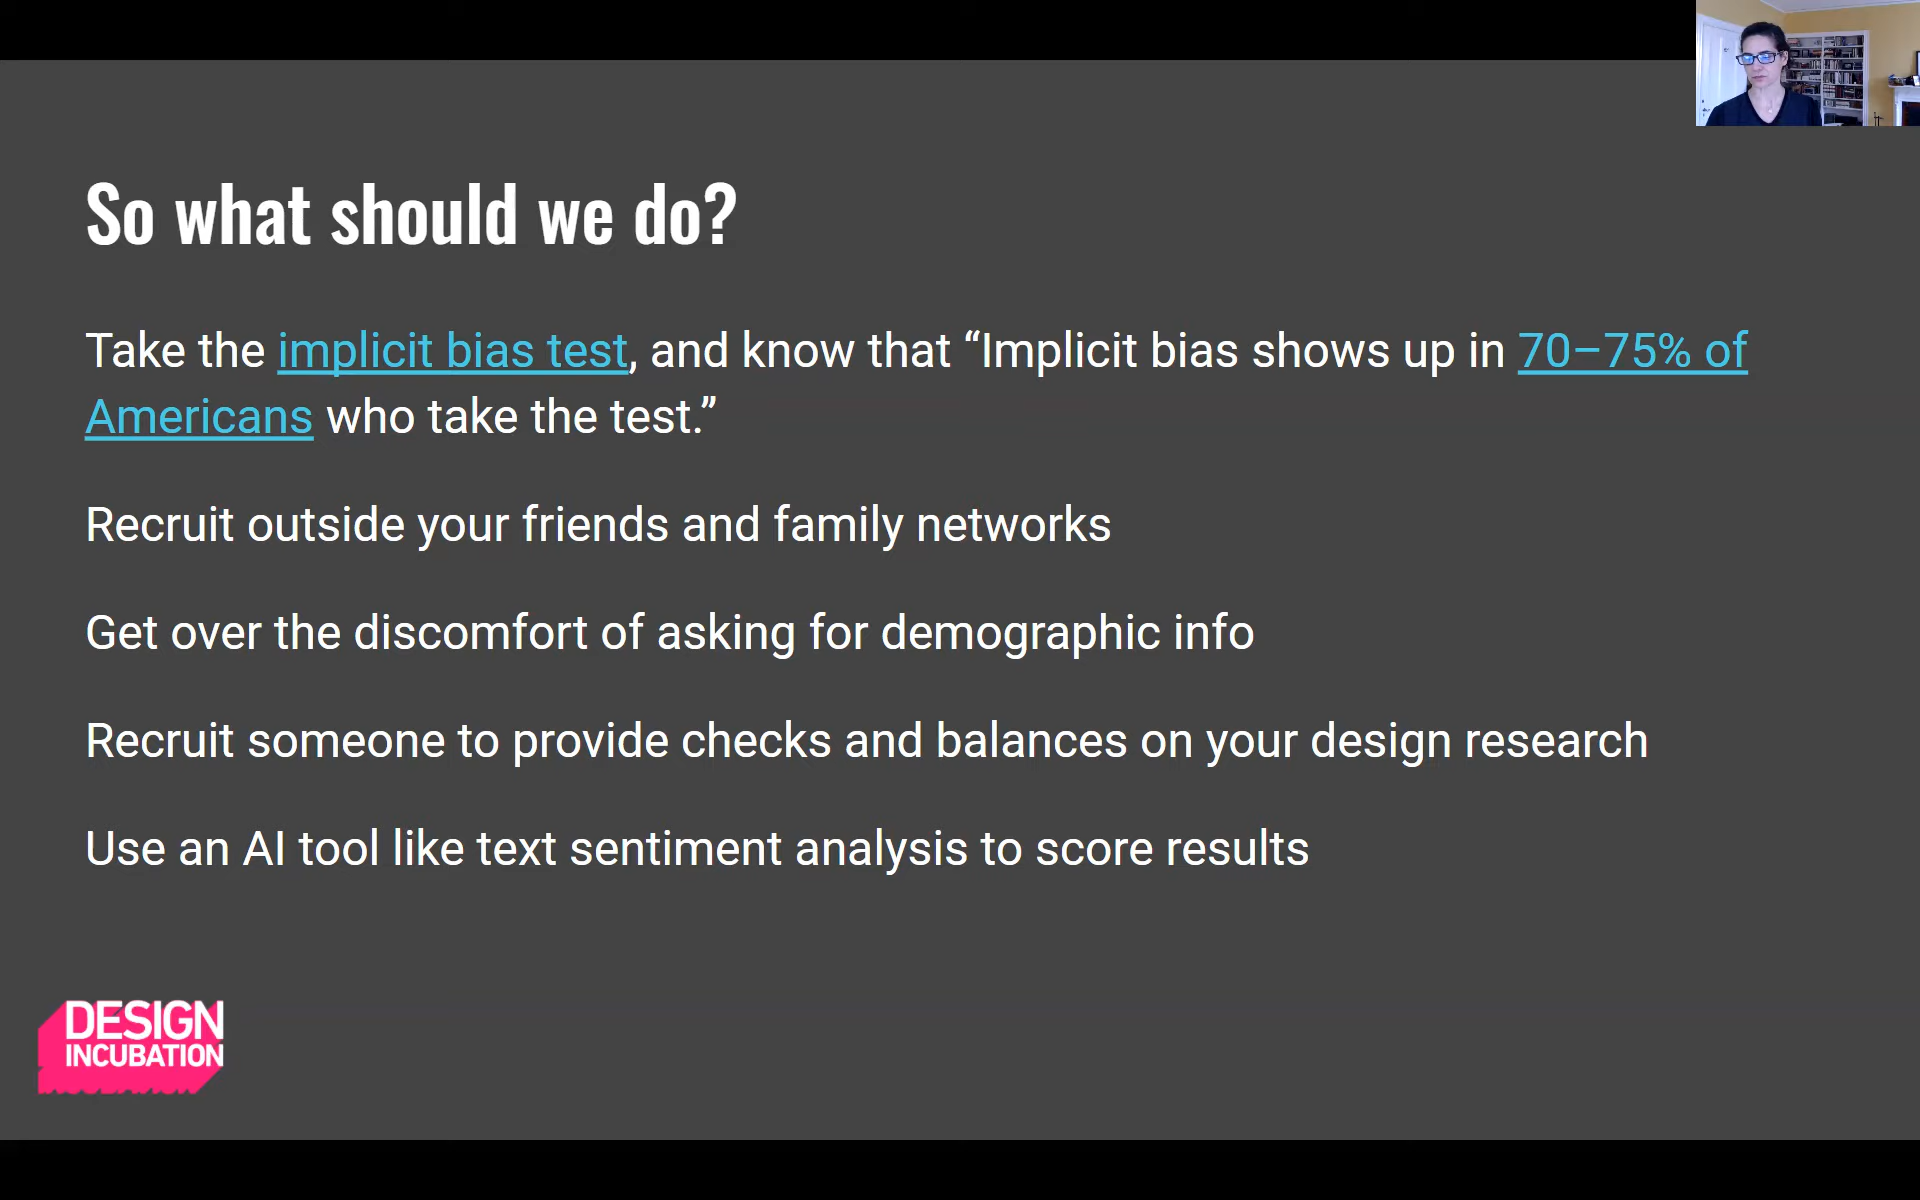 So what should we do?
Take the implicit bias test, and know that “Implicit bias shows up in 70–75% of
Americans who take the test.”
Recruit outside your friends and family networks
Get over the discomfort of asking for demographic info
Recruit someone to provide checks and balances on your design research
Use an AI tool like text sentiment analysis to score results
DESIGN
INCUBATION